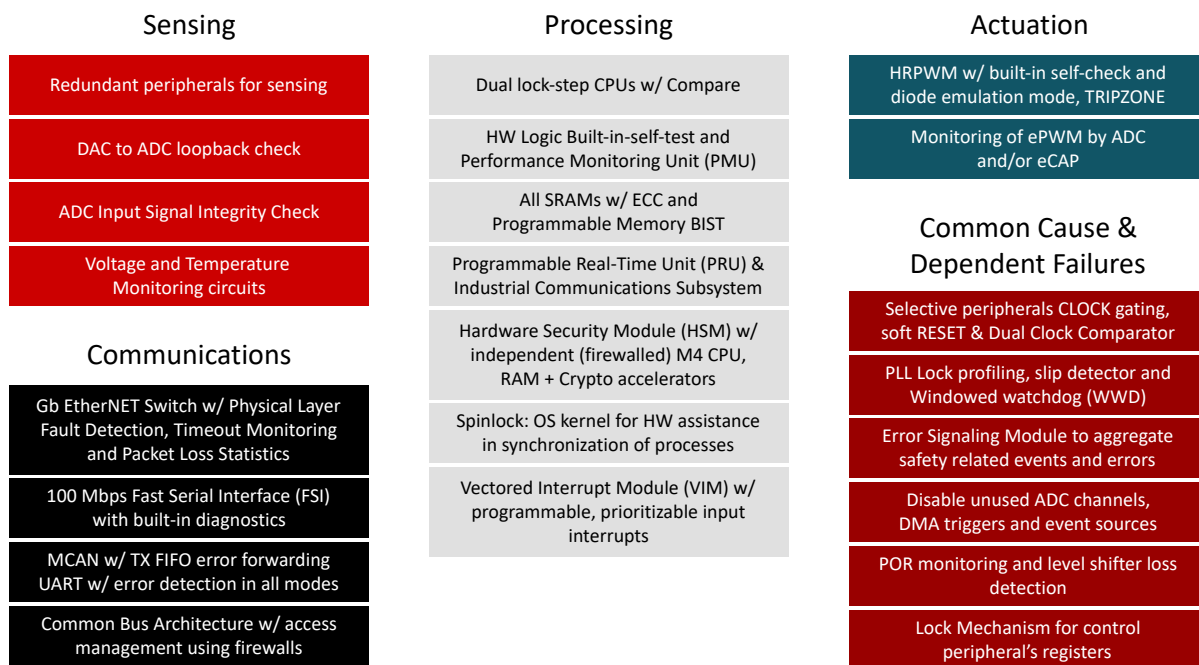 Sensing
Redundant peripherals for sensing
DAC to ADC loopback check
ADC Input Signal Integrity Check
Voltage and Temperature
Monitoring circuits
Communications
Gb EtherNET Switch w/ Physical Layer
Fault Detection, Timeout Monitoring
and Packet Loss Statistics
100 Mbps Fast Serial Interface (FSI)
with built-in diagnostics
MCAN w/ TX FIFO error forwarding
UART w/ error detection in all modes
Common Bus Architecture w/ access
management using firewalls
Processing
Dual lock-step CPUs w/ Compare
HW Logic Built-in-self-test and
Performance Monitoring Unit (PMU)
All SRAMs w/ ECC and
Programmable Memory BIST
Programmable Real-Time Unit (PRU) &
Industrial Communications Subsystem
Hardware Security Module (HSM) w/
independent (firewalled) M4 CPU,
RAM + Crypto accelerators
Spinlock: OS kernel for HW assistance
in synchronization of processes
Vectored Interrupt Module (VIM) w/
programmable, prioritizable input
interrupts
Actuation
HRPWM w/ built-in self-check and
diode emulation mode, TRIPZONE
Monitoring of ePWM by ADC
and/or eCAP
Common Cause &
Dependent Failures
Selective peripherals CLOCK gating,
soft RESET & Dual Clock Comparator
PLL Lock profiling, slip detector and
Windowed watchdog (WWD)
Error Signaling Module to aggregate
safety related events and errors
Disable unused ADC channels,
DMA triggers and event sources
POR monitoring and level shifter loss
detection
Lock Mechanism for control
peripheral's registers